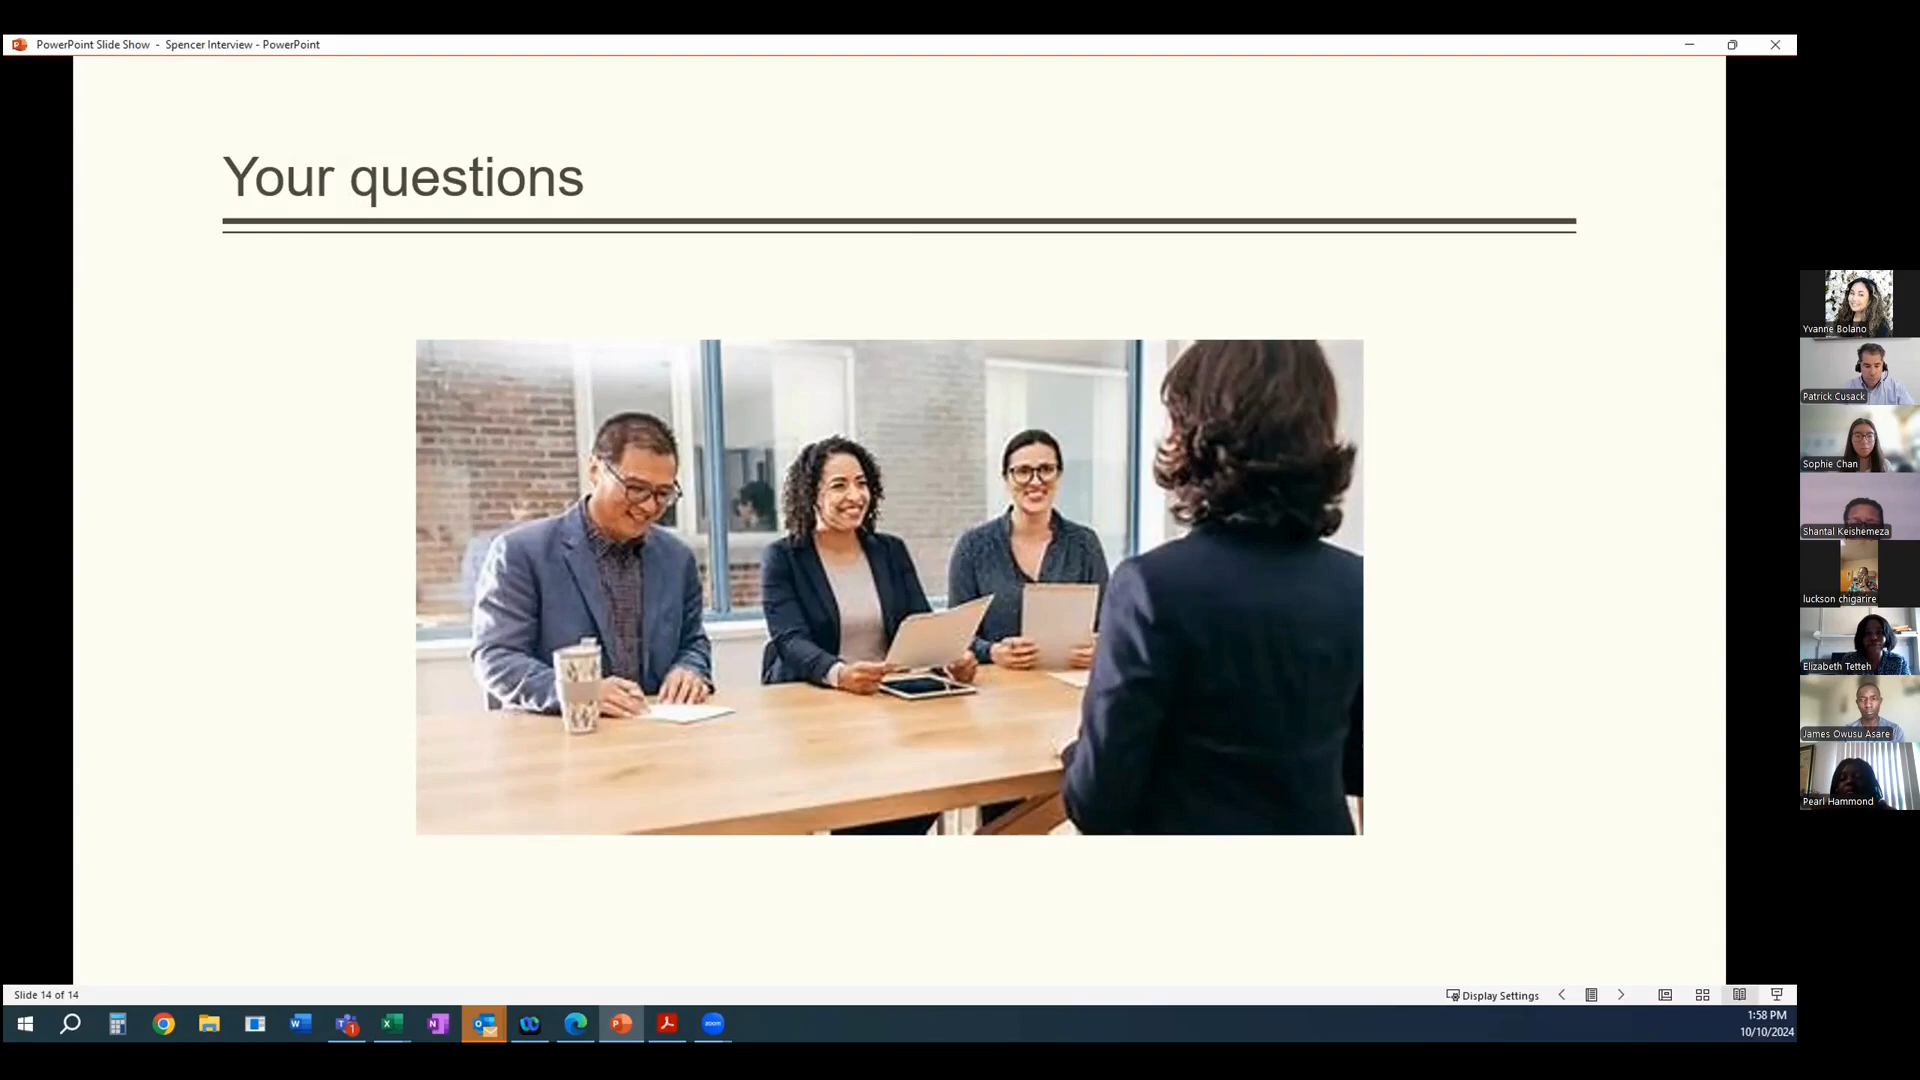 PowerPoint Slide Show - Spencer Interview - PowerPoint
Your questions
Yvanne Bolano
Patrick Cusack
Sophie Chan
Shantal Keishemeza
luckson chigarire
Elizabeth Tetteh
James Owusu Asare
Pearl Hammond
Slide 14 of 14
Display Settings
zoom
1:58 PM
10/10/2024